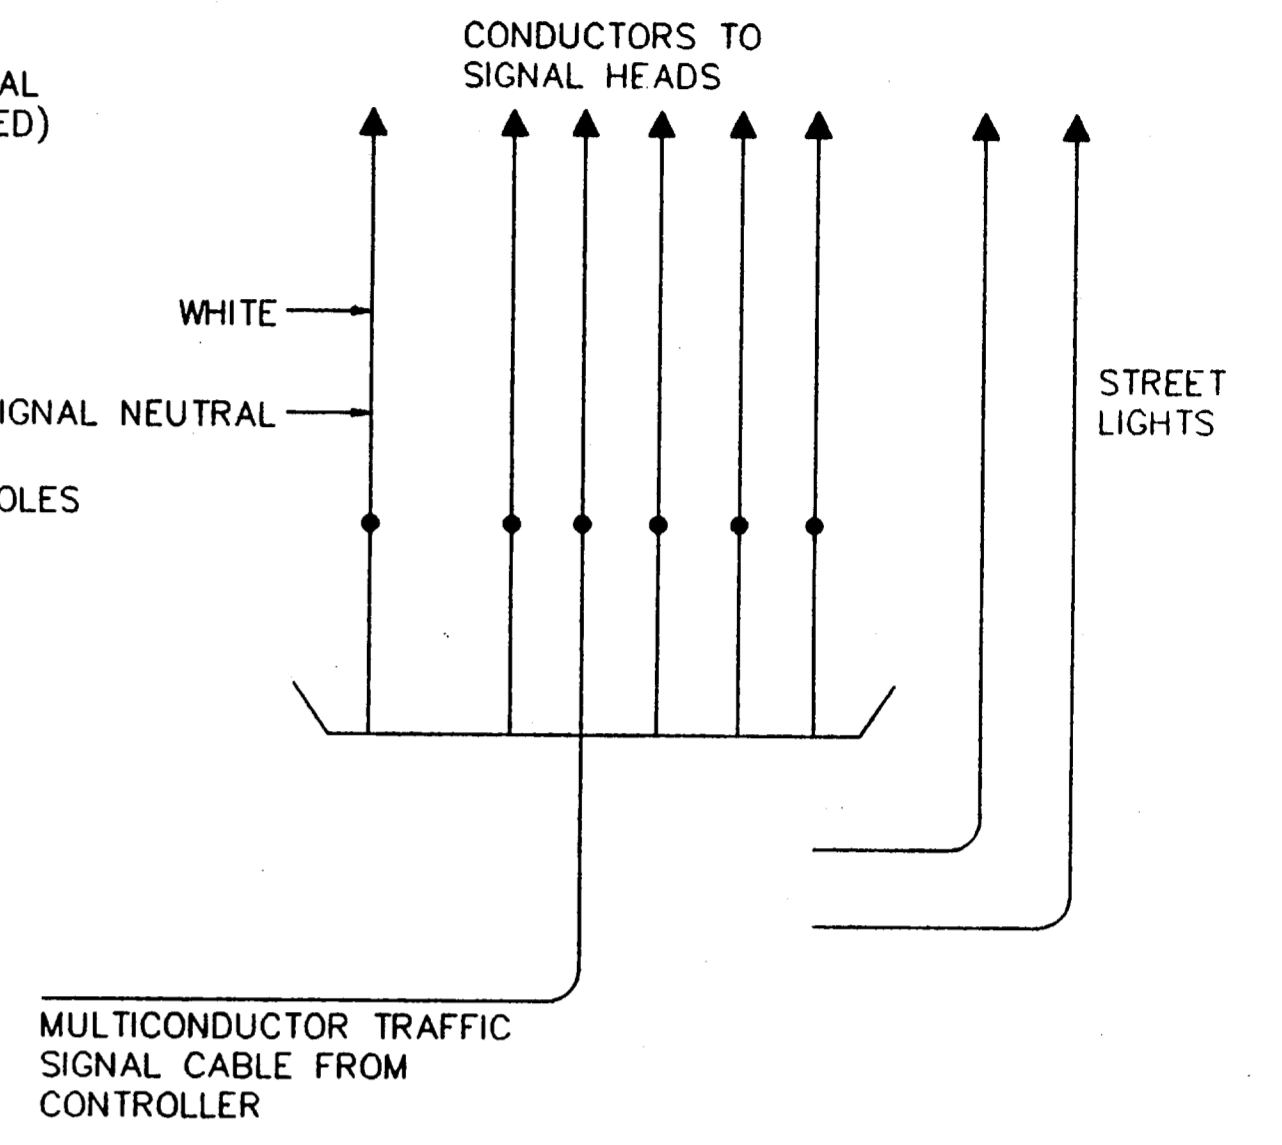 CONDUCTORS TO
SIGNAL HEADS
AL
ED)
WHITE
IGNAL NEUTRAL
OLES
STREET
LIGHTS
MULTICONDUCTOR TRAFFIC
SIGNAL CABLE FROM
CONTROLLER